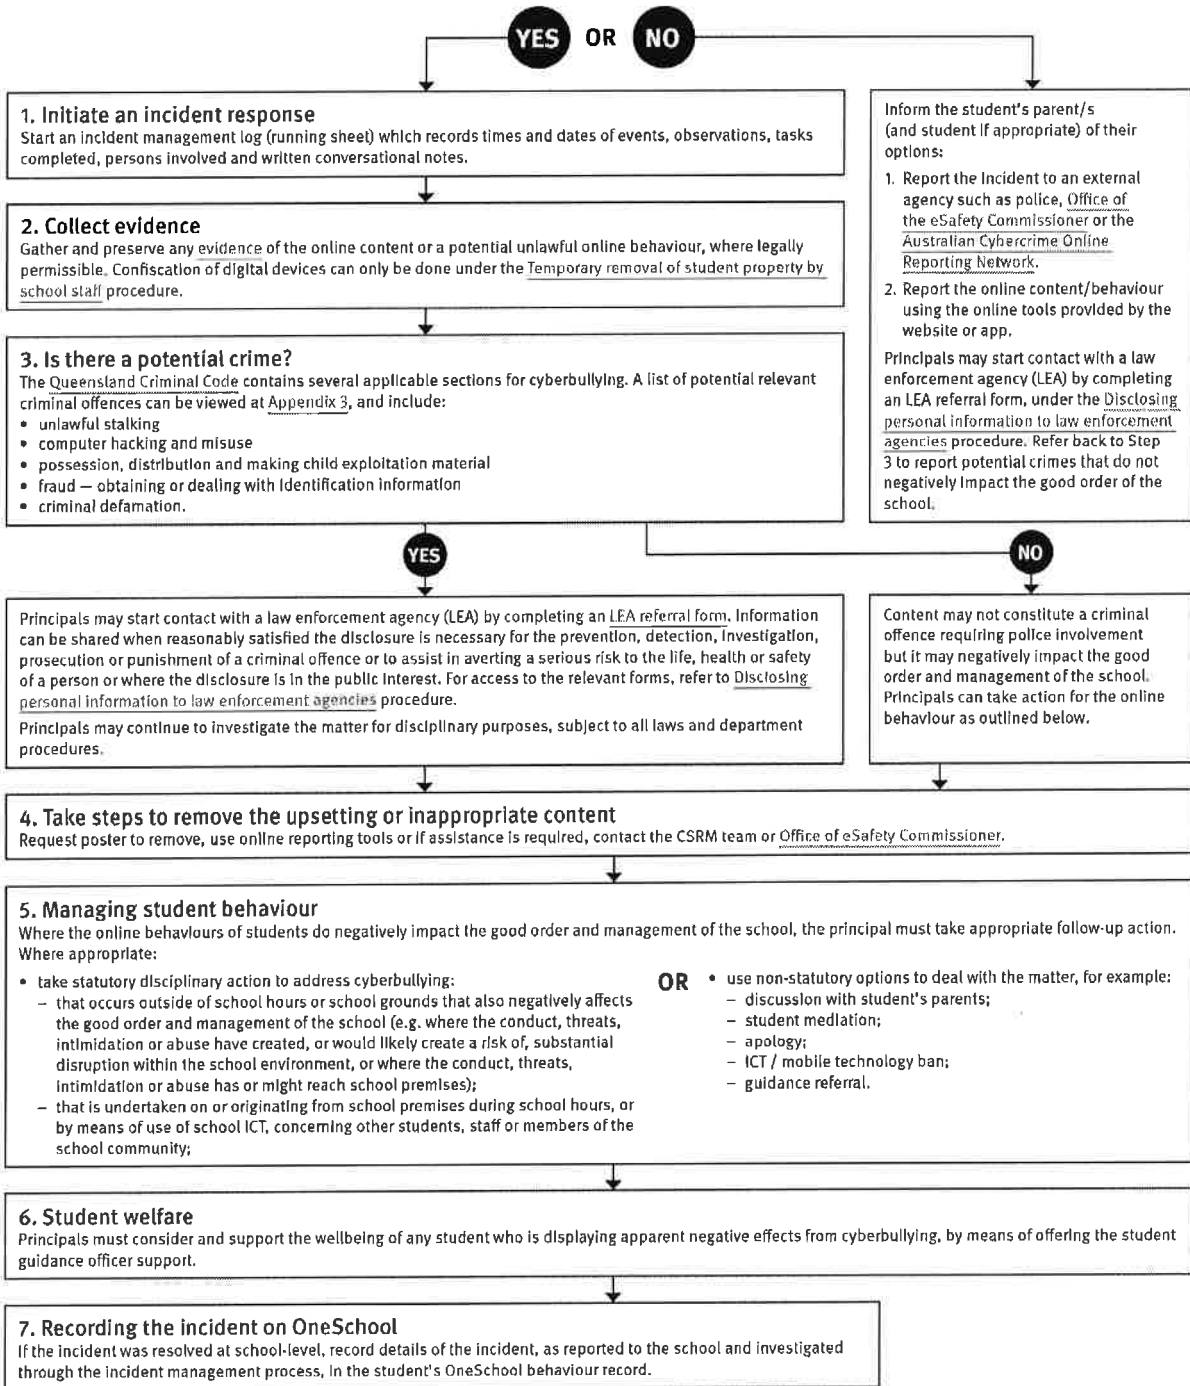 YES OR NO
1. Initiate an incident response
Start an incident management log (running sheet) which records times and dates of events, observations, tasks
completed, persons involved and written conversational notes.
2. Collect evidence
Gather and preserve any evidence of the online content or a potential unlawful online behaviour, where legally
permissible. Confiscation of digital devices can only be done under the Temporary removal of student property by
school staff procedure.
3. Is there a potential crime?
The Queensland Criminal Code contains several applicable sections for cyberbullying. A list of potential relevant
criminal offences can be viewed at Appendix 3, and include:
• unlawful stalking
• computer hacking and misuse
• possession, distribution and making child exploitation material
• fraud — obtaining or dealing with identification information
• criminal defamation.
Inform the student's parent/s
(and student if appropriate) of their
options:
1. Report the incident to an external
agency such as police, Office of
the eSafety Commissioner or the
Australian Cybercrime Online
Reporting Network.
2. Report the online content/behaviour
using the online tools provided by the
website or app.
Principals may start contact with a law
enforcement agency (LEA) by completing
an LEA referral form, under the Disclosing
personal information to law enforcement
agencies procedure. Refer back to Step
3 to report potential crimes that do not
negatively impact the good order of the
school.
YES
NO
Principals may start contact with a law enforcement agency (LEA) by completing an LEA referral form. Information
can be shared when reasonably satisfied the disclosure is necessary for the prevention, detection, investigation,
prosecution or punishment of a criminal offence or to assist in averting a serious risk to the life, health or safety
of a person or where the disclosure is in the public interest. For access to the relevant forms, refer to Disclosing
personal information to law enforcement agencies procedure.
Principals may continue to investigate the matter for disciplinary purposes, subject to all laws and department
procedures.
Content may not constitute a criminal
offence requiring police involvement
but it may negatively impact the good
order and management of the school.
Principals can take action for the online
behaviour as outlined below.
4. Take steps to remove the upsetting or inappropriate content
Request poster to remove, use online reporting tools or if assistance is required, contact the CSRM team or Office of eSafety Commissioner.
5. Managing student behaviour
Where the online behaviours of students do negatively impact the good order and management of the school, the principal must take appropriate follow-up action.
Where appropriate:
• take statutory disciplinary action to address cyberbullying:
– that occurs outside of school hours or school grounds that also negatively affects
the good order and management of the school (e.g. where the conduct, threats,
intimidation or abuse have created, or would likely create a risk of, substantial
disruption within the school environment, or where the conduct, threats,
intimidation or abuse has or might reach school premises);
– that is undertaken on or originating from school premises during school hours, or
by means of use of school ICT, concerning other students, staff or members of the
school community;
OR
• use non-statutory options to deal with the matter, for example:
– discussion with student's parents;
– student mediation;
– apology;
– ICT / mobile technology ban;
– guidance referral.
6. Student welfare
Principals must consider and support the wellbeing of any student who is displaying apparent negative effects from cyberbullying, by means of offering the student
guidance officer support.
7. Recording the incident on OneSchool
If the incident was resolved at school-level, record details of the incident, as reported to the school and investigated
through the incident management process, in the student's OneSchool behaviour record.